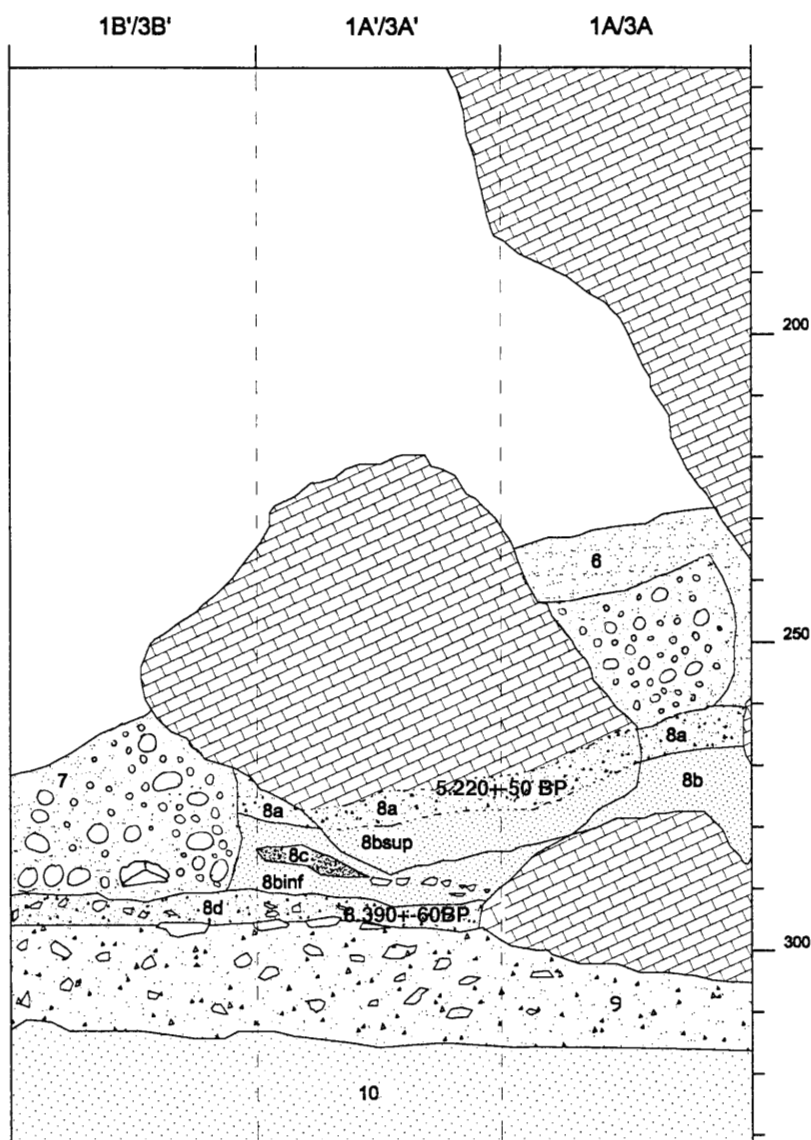 1B'/3B' 1A'/3A' 1A/3A
200
6
250
8a
7
5.220+-50 BP
8b
8a
8a
8bsup
8c
8binf
8d
6.390+-60BP
300
9
10